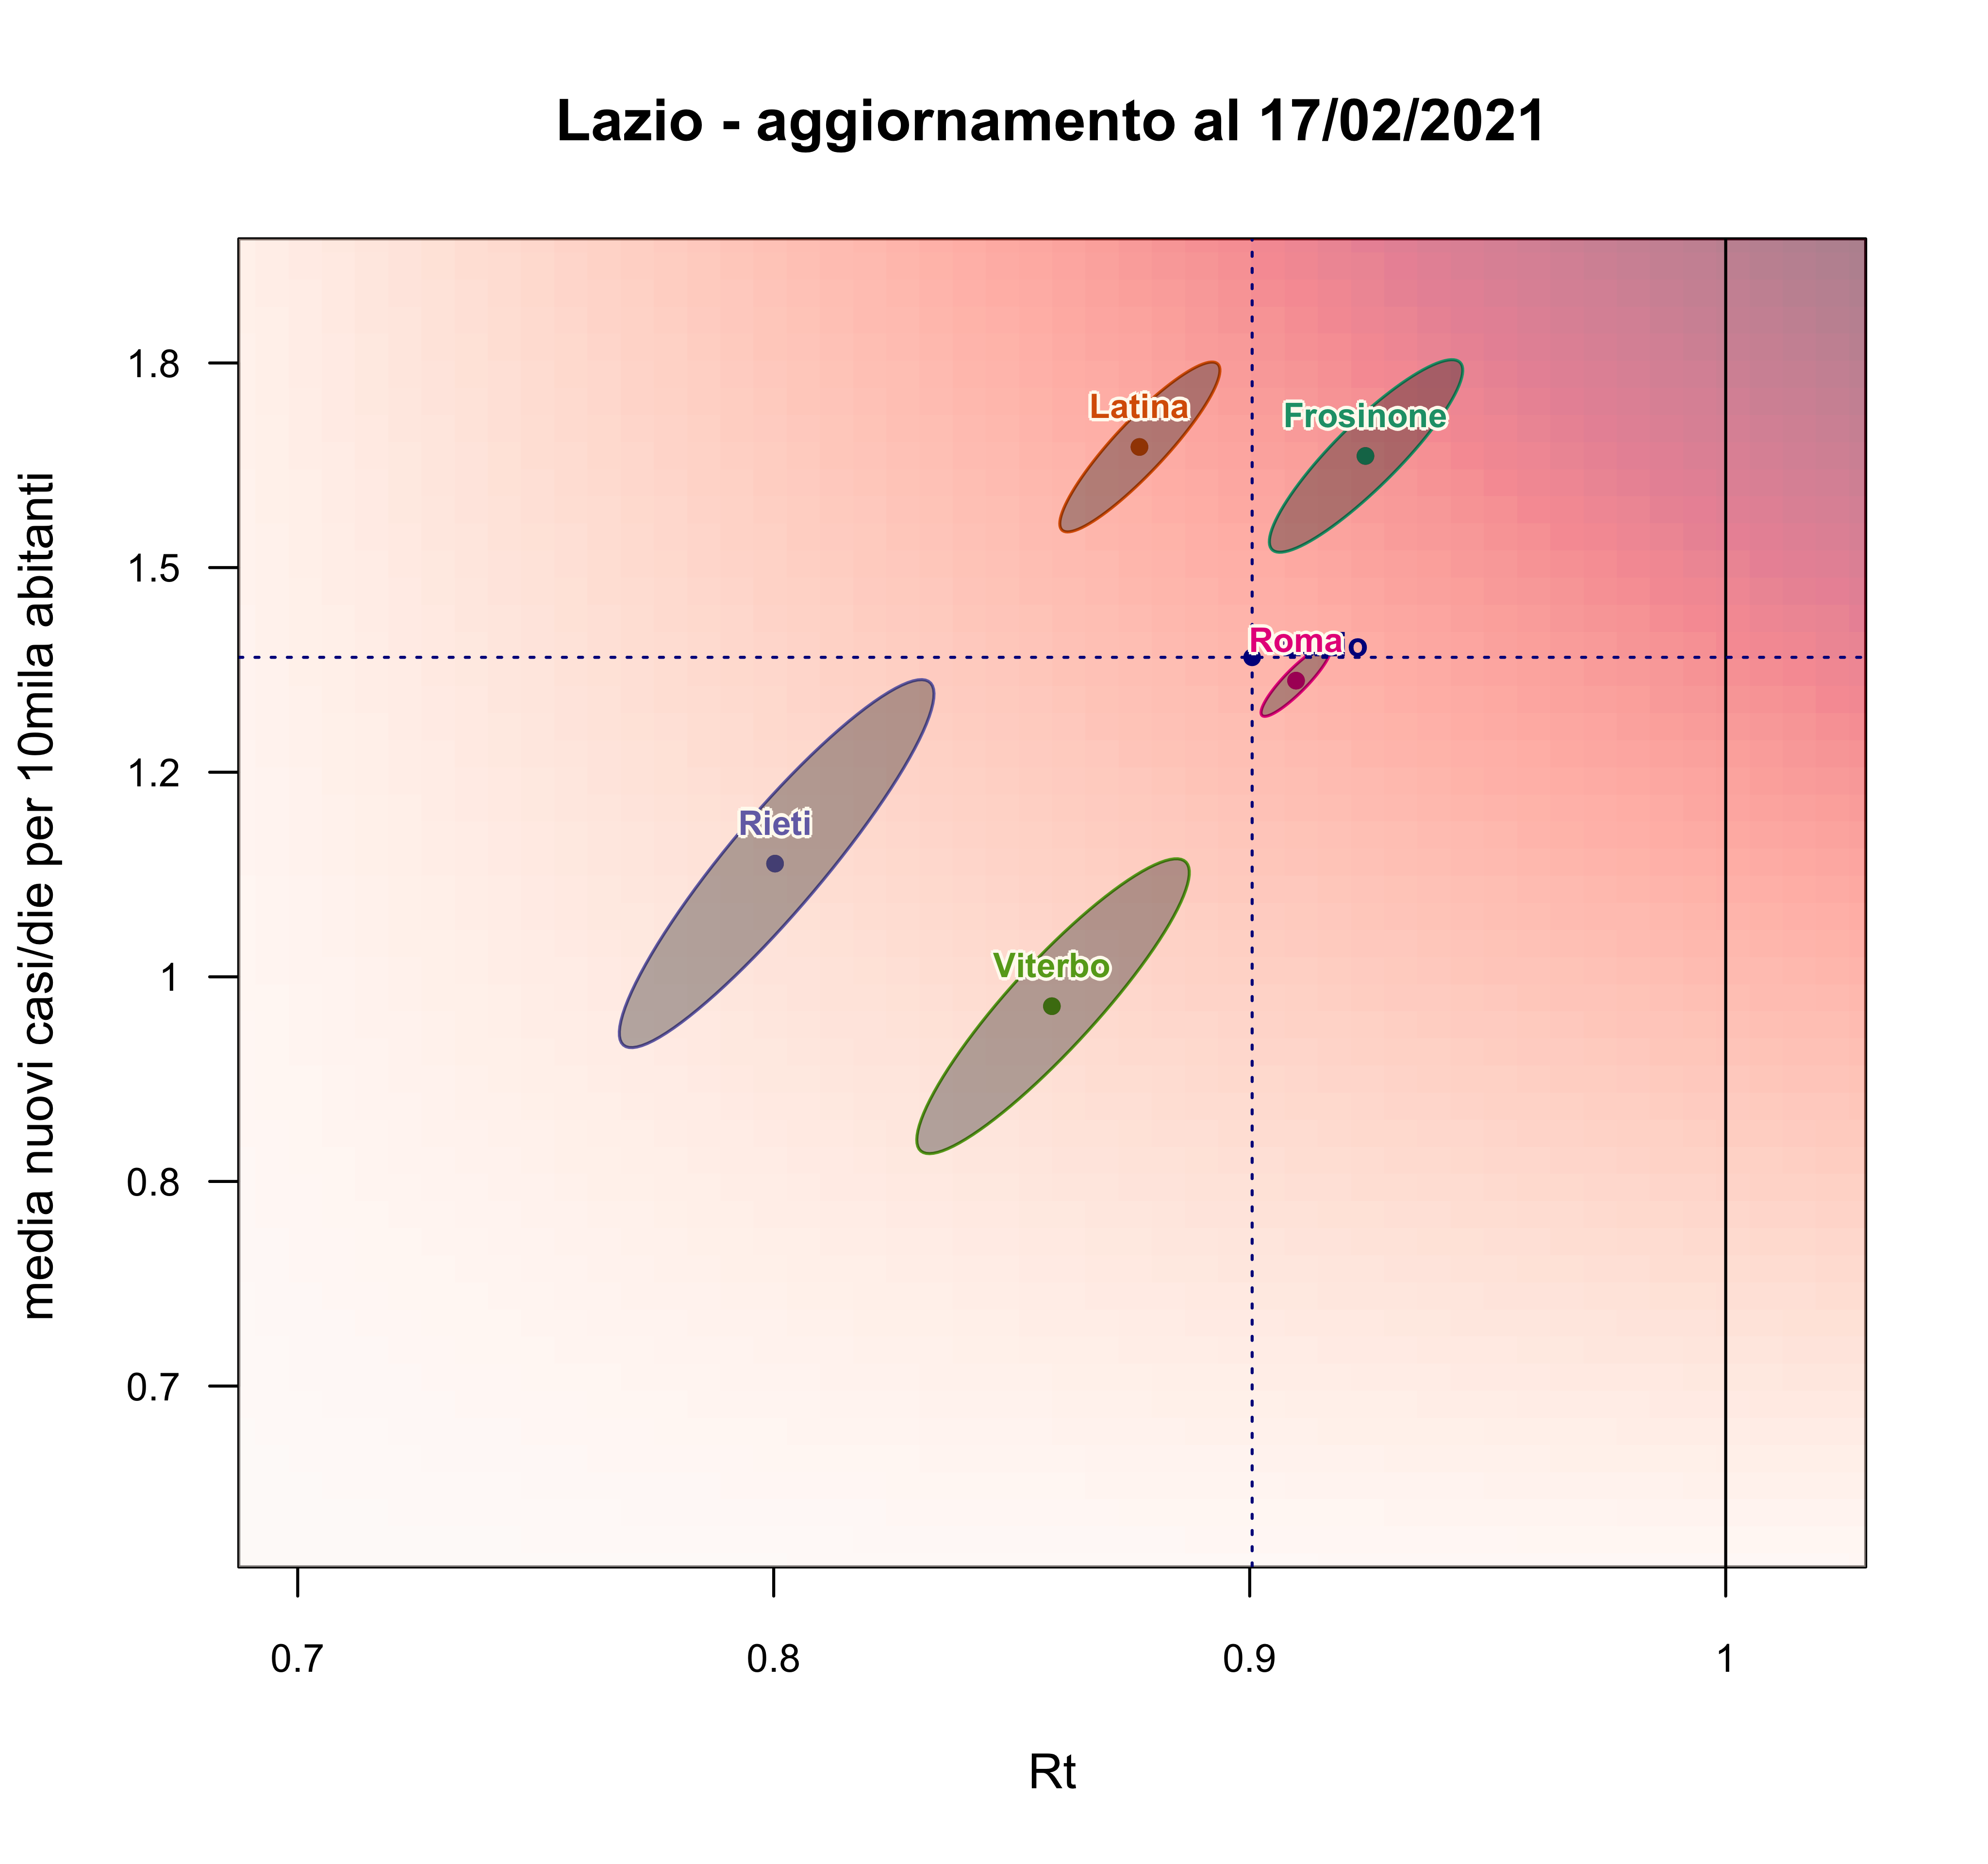 Lazio - aggiornamento al 17/02/2021
media nuovi casi/die per 10mila abitanti
1.8
1.5
1.2
1
0.8
0.7
Latina
Frosinone
Roma
Rieti
Viterbo
0.7
0.8
0.9
1
Rt